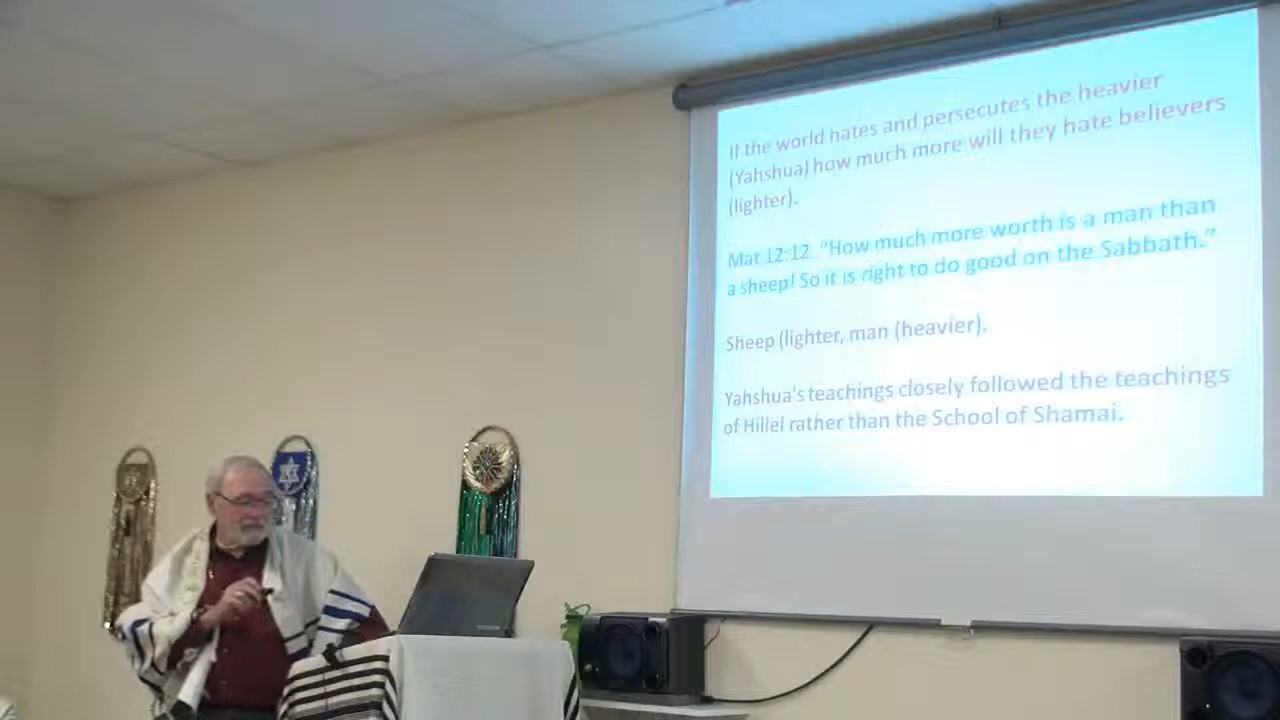 If the world hates and persecutes the heavier
(Yahshua) how much more will they hate believers
(lighter).
Mat 12:12 “How much more worth is a man than
a sheep! So it is right to do good on the Sabbath.”
Sheep (lighter, man (heavier).
Yahshua's teachings closely followed the teachings
of Hillel rather than the School of Shamai.